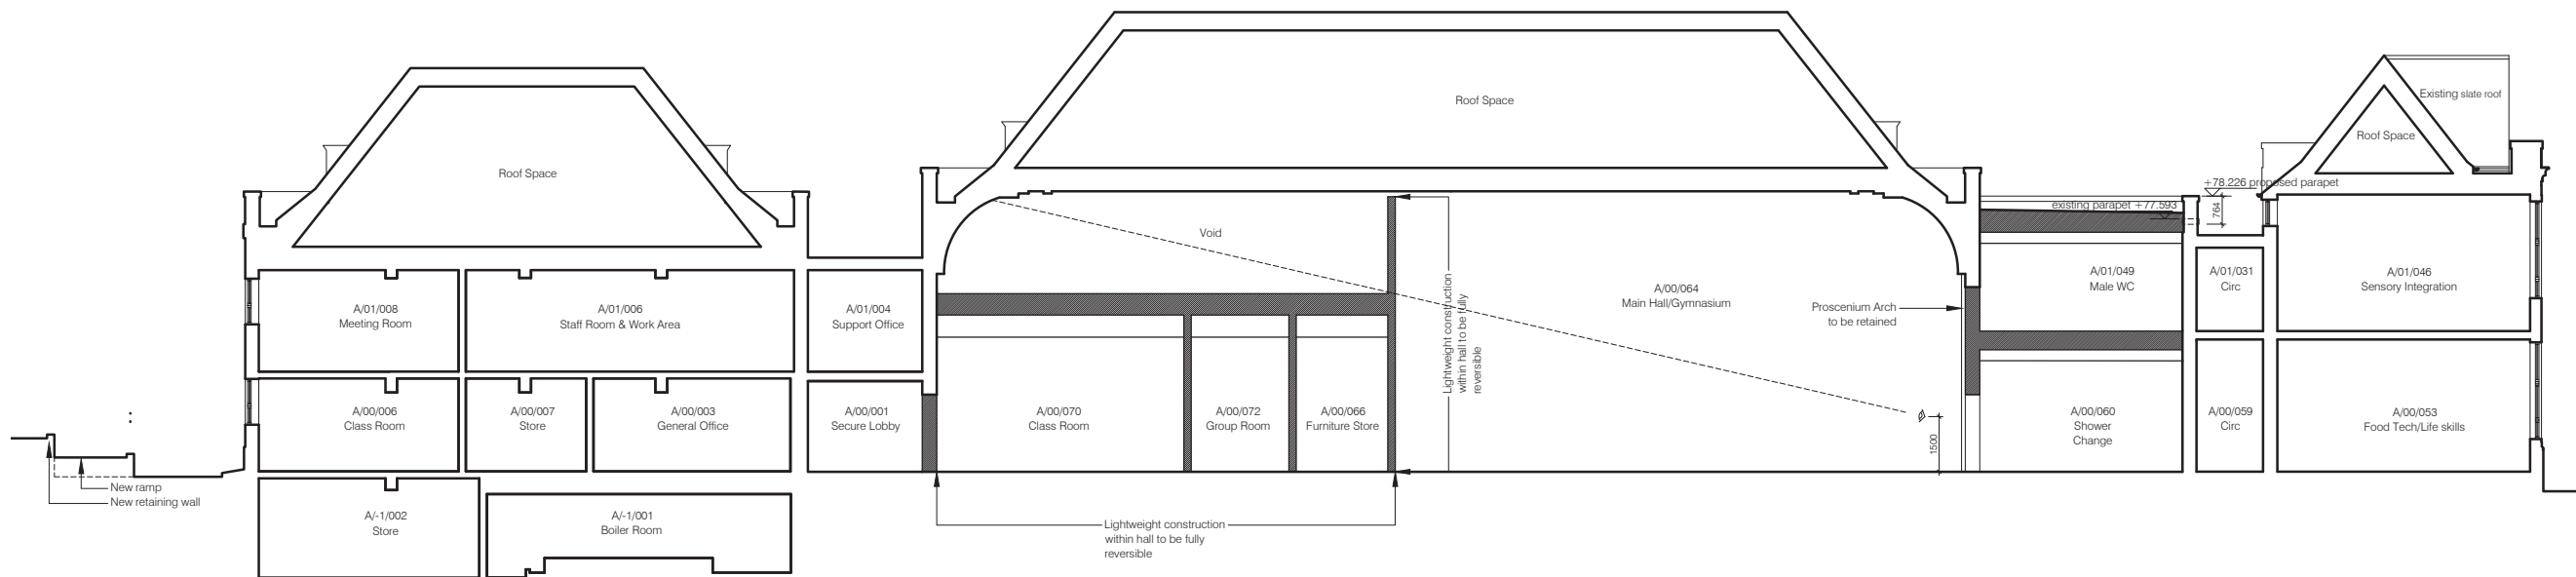 Roof Space
Roof Space
Existing slate roof
Roof Space
+78.226 proposed parapet
existing parapet +77.593
764
Void
A/01/008
Meeting Room
A/01/006
Staff Room & Work Area
A/01/004
Support Office
Lightweight construction
within hall to be fully
reversible
A/00/064
Main Hall/Gymnasium
Proscenium Arch
to be retained
A/01/049
Male WC
A/01/031
Circ
A/01/046
Sensory Integration
A/00/006
Class Room
A/00/007
Store
A/00/003
General Office
A/00/001
Secure Lobby
A/00/070
Class Room
A/00/072
Group Room
A/00/066
Furniture Store
1500
A/00/060
Shower
Change
A/00/059
Circ
A/00/053
Food Tech/Life skills
New ramp
New retaining wall
A/-1/002
Store
A/-1/001
Boiler Room
Lightweight construction
within hall to be fully
reversible